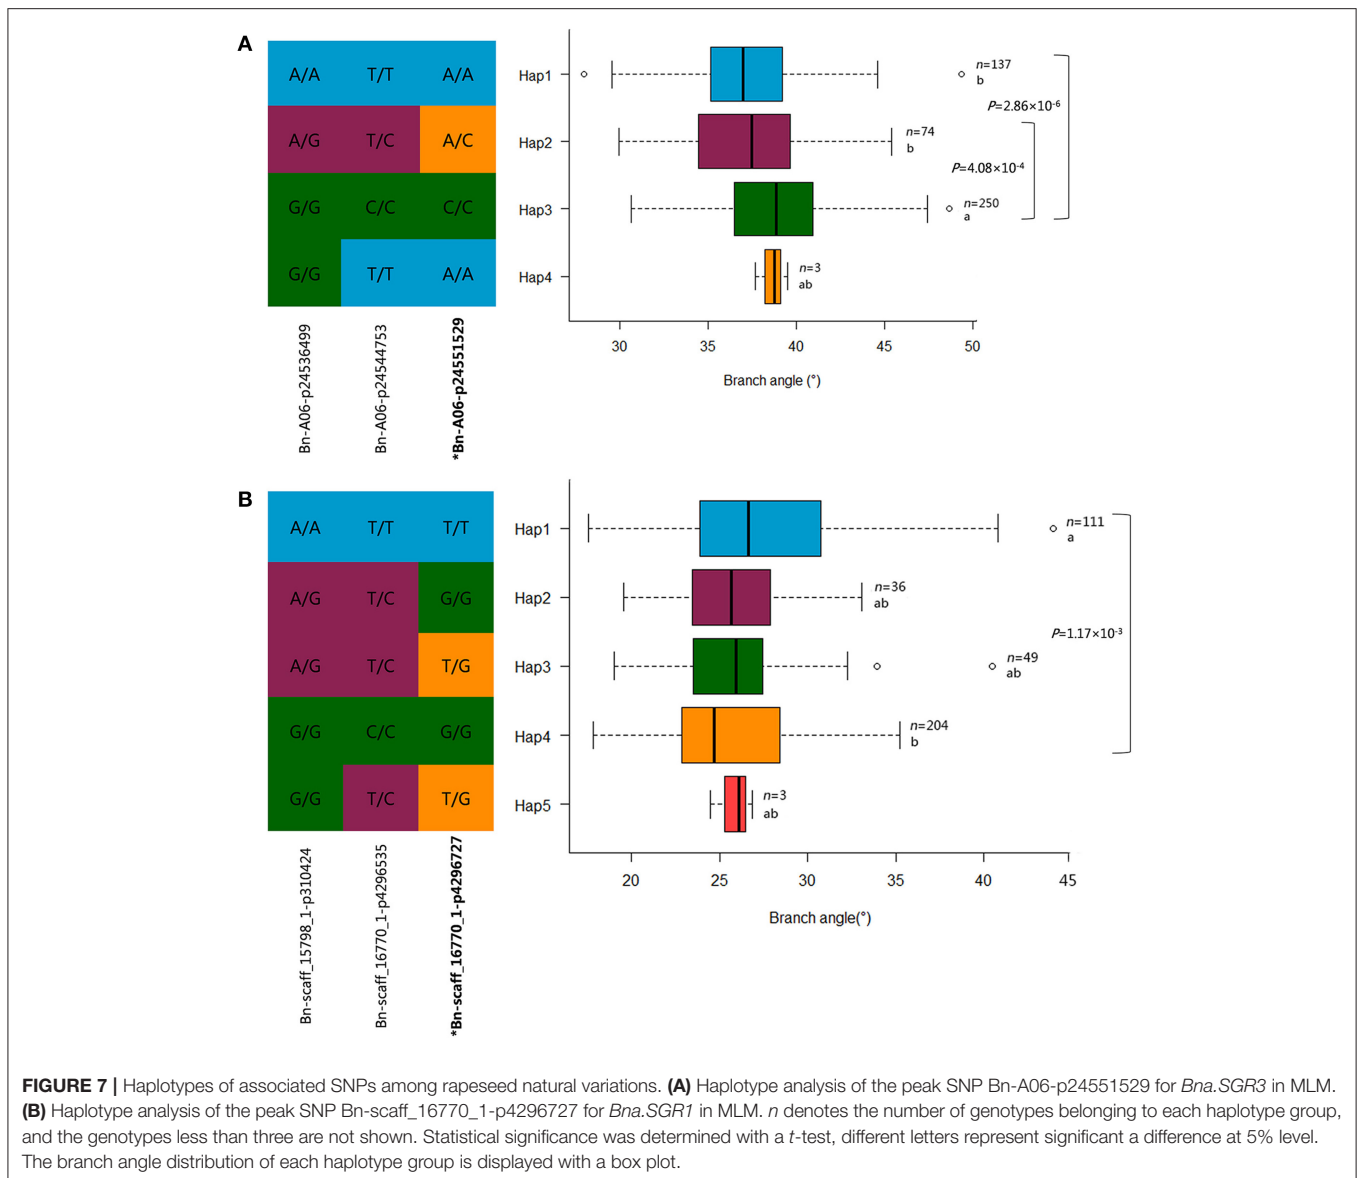 A
A/A T/T A/A
A/G T/C A/C
G/G C/C C/C
G/G T/T A/A
Bn-A06-p24536499
Bn-A06-p24544753
*Bn-A06-p24551529
Hap1
Hap2
Hap3
Hap4
n=137
b
n=74
b
n=250
a
n=3
ab
P=2.86×10-6
P=4.08×10-4
30 35 40 45 50
Branch angle (°)
B
A/A T/T T/T
A/G T/C G/G
A/G T/C T/G
G/G C/C G/G
G/G T/C T/G
Bn-scaff_15798_1-p310424
Bn-scaff_16770_1-p4296535
*Bn-scaff_16770_1-p4296727
Hap1
Hap2
Hap3
Hap4
Hap5
n=111
a
n=36
ab
n=49
ab
n=204
b
n=3
ab
P=1.17×10-3
20 25 30 35 40 45
Branch angle(°)
FIGURE 7 | Haplotypes of associated SNPs among rapeseed natural variations. (A) Haplotype analysis of the peak SNP Bn-A06-p24551529 for Bna.SGR3 in MLM.
(B) Haplotype analysis of the peak SNP Bn-scaff_16770_1-p4296727 for Bna.SGR1 in MLM. n denotes the number of genotypes belonging to each haplotype group,
and the genotypes less than three are not shown. Statistical significance was determined with a t-test, different letters represent significant a difference at 5% level.
The branch angle distribution of each haplotype group is displayed with a box plot.